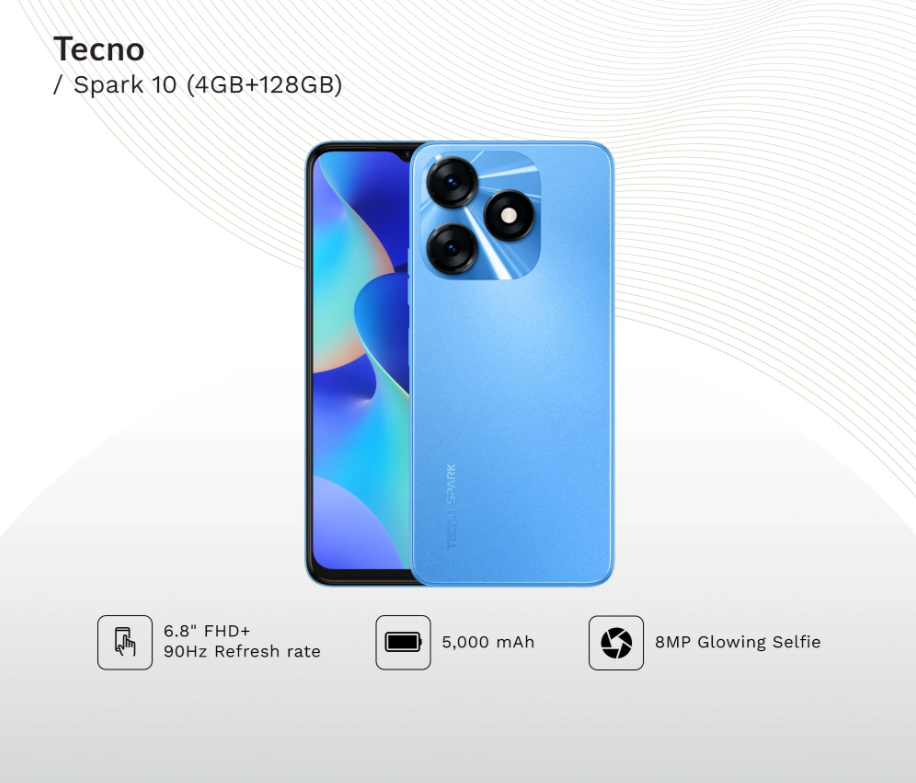 Tecno
/ Spark 10 (4GB+128GB)
TECNO SPARK
6.8" FHD+
90Hz Refresh rate
5,000 mAh
8MP Glowing Selfie